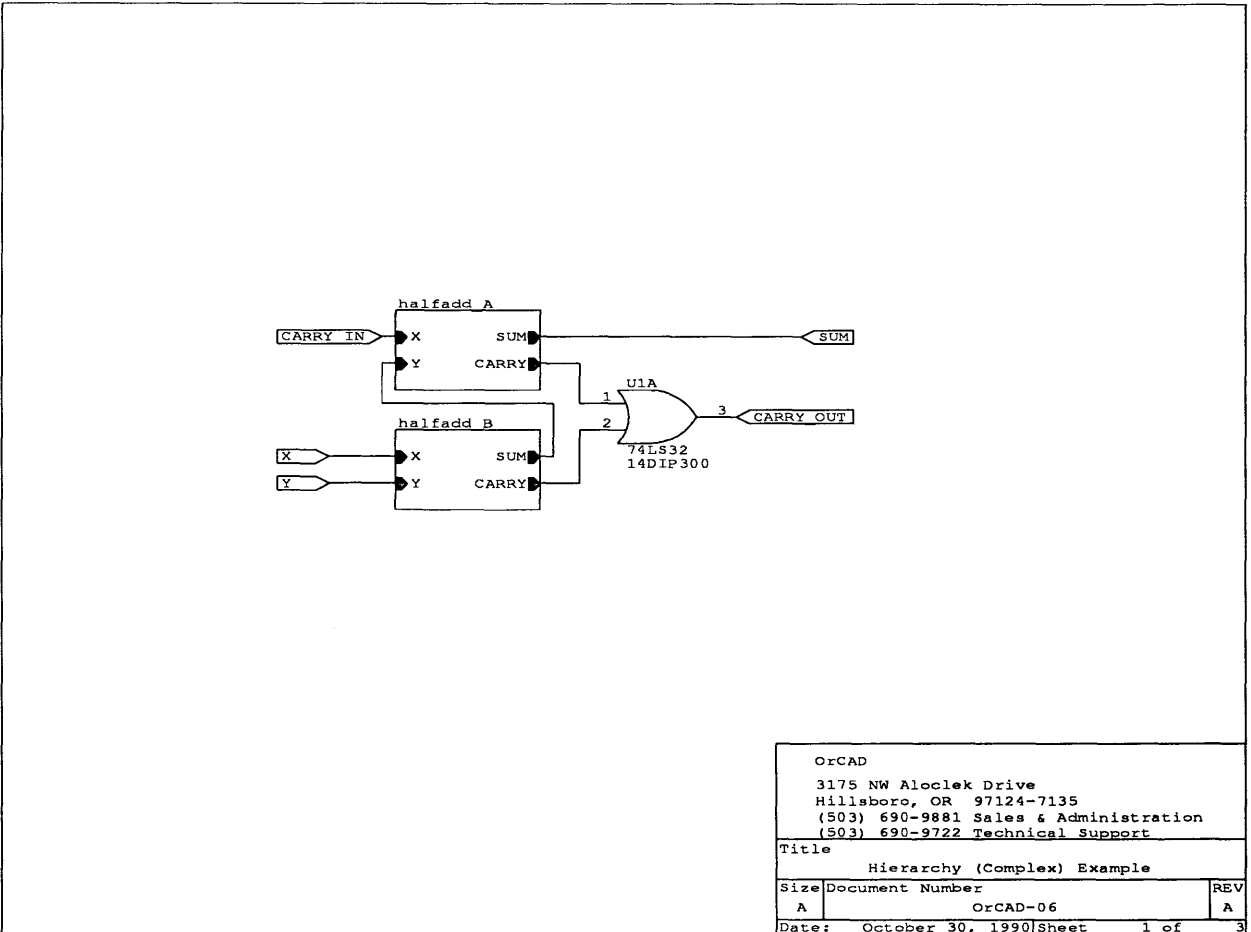 halfadd_A
CARRY IN
X SUM
SUM
Y CARRY
U1A
1
3
CARRY OUT
2
halfadd_B
74LS32
14DIP300
X
X SUM
Y
Y CARRY
OrCAD
3175 NW Aloclek Drive
Hillsboro, OR 97124-7135
(503) 690-9881 Sales & Administration
(503) 690-9722 Technical Support
Title
Hierarchy (Complex) Example
Size Document Number REV
A OrCAD-06 A
Date: October 30, 1990 Sheet 1 of 3